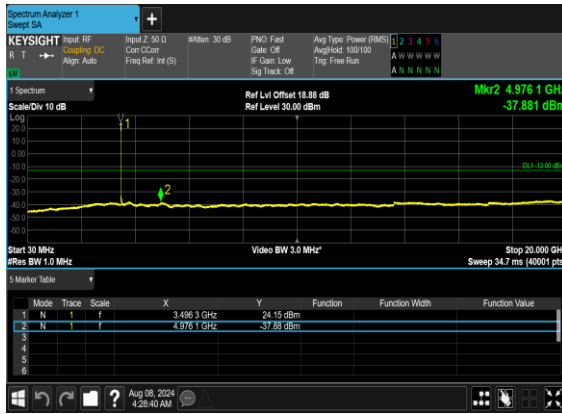 Spectrum Analyzer 1
Swept SA
+
KEYSIGHT Input: RF Input Z: 50 Ω #Atten: 30 dB PNO: Fast Avg Type: Power (RMS) 1 2 3 4 5 6
R T Coupling: DC Corr CCorr Gate: Off Avg|Hold: 100/100 A W W W W W
Align: Auto Freq Ref: Int (S) IF Gain: Low Trig: Free Run
Sig Track: Off A N N N N N
1 Spectrum Ref Lvl Offset 18.88 dB Mkr2 4.976 1 GHz
Scale/Div 10 dB Ref Level 30.00 dBm -37.881 dBm
Log
1
20.0
10.0
0.00
-10.0 DL1 -13.00 dBm
-20.0
-30.0 2
-40.0
-50.0
-60.0
Start 30 MHz Video BW 3.0 MHz* Stop 20.000 GHz
#Res BW 1.0 MHz Sweep 34.7 ms (40001 pts)
5 Marker Table
Mode Trace Scale X Y Function Function Width Function Value
1 N 1 f 3.496 3 GHz 24.15 dBm
2 N 1 f 4.976 1 GHz -37.88 dBm
3
4
5
6
? Aug 08, 2024
4:28:40 AM